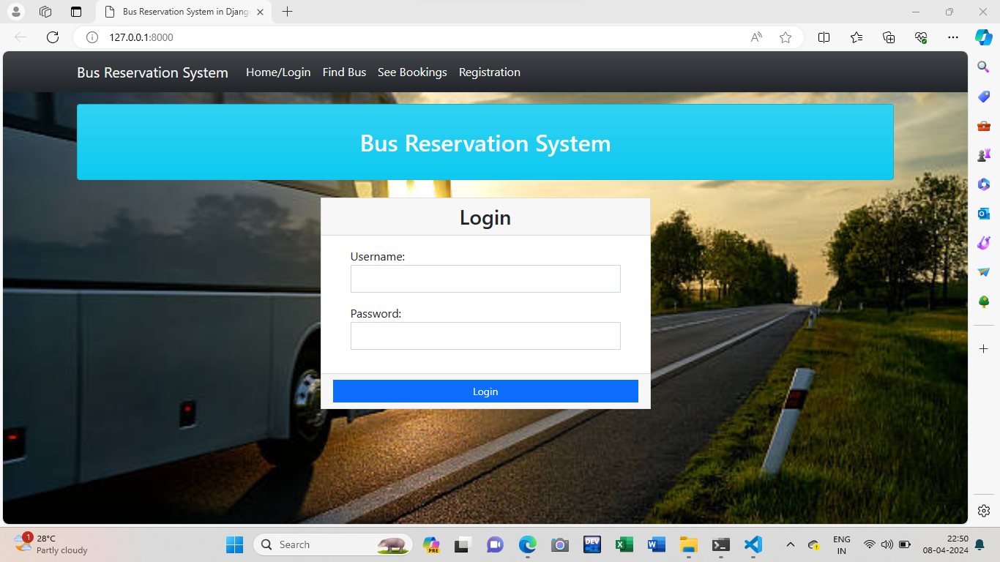 Bus Reservation System in Djang
127.0.0.1:8000
Bus Reservation System Home/Login Find Bus See Bookings Registration
Bus Reservation System
Login
Username:
Password:
Login
1 28°C
Partly cloudy
Search
PRE
DEV
ENG
IN
22:50
08-04-2024